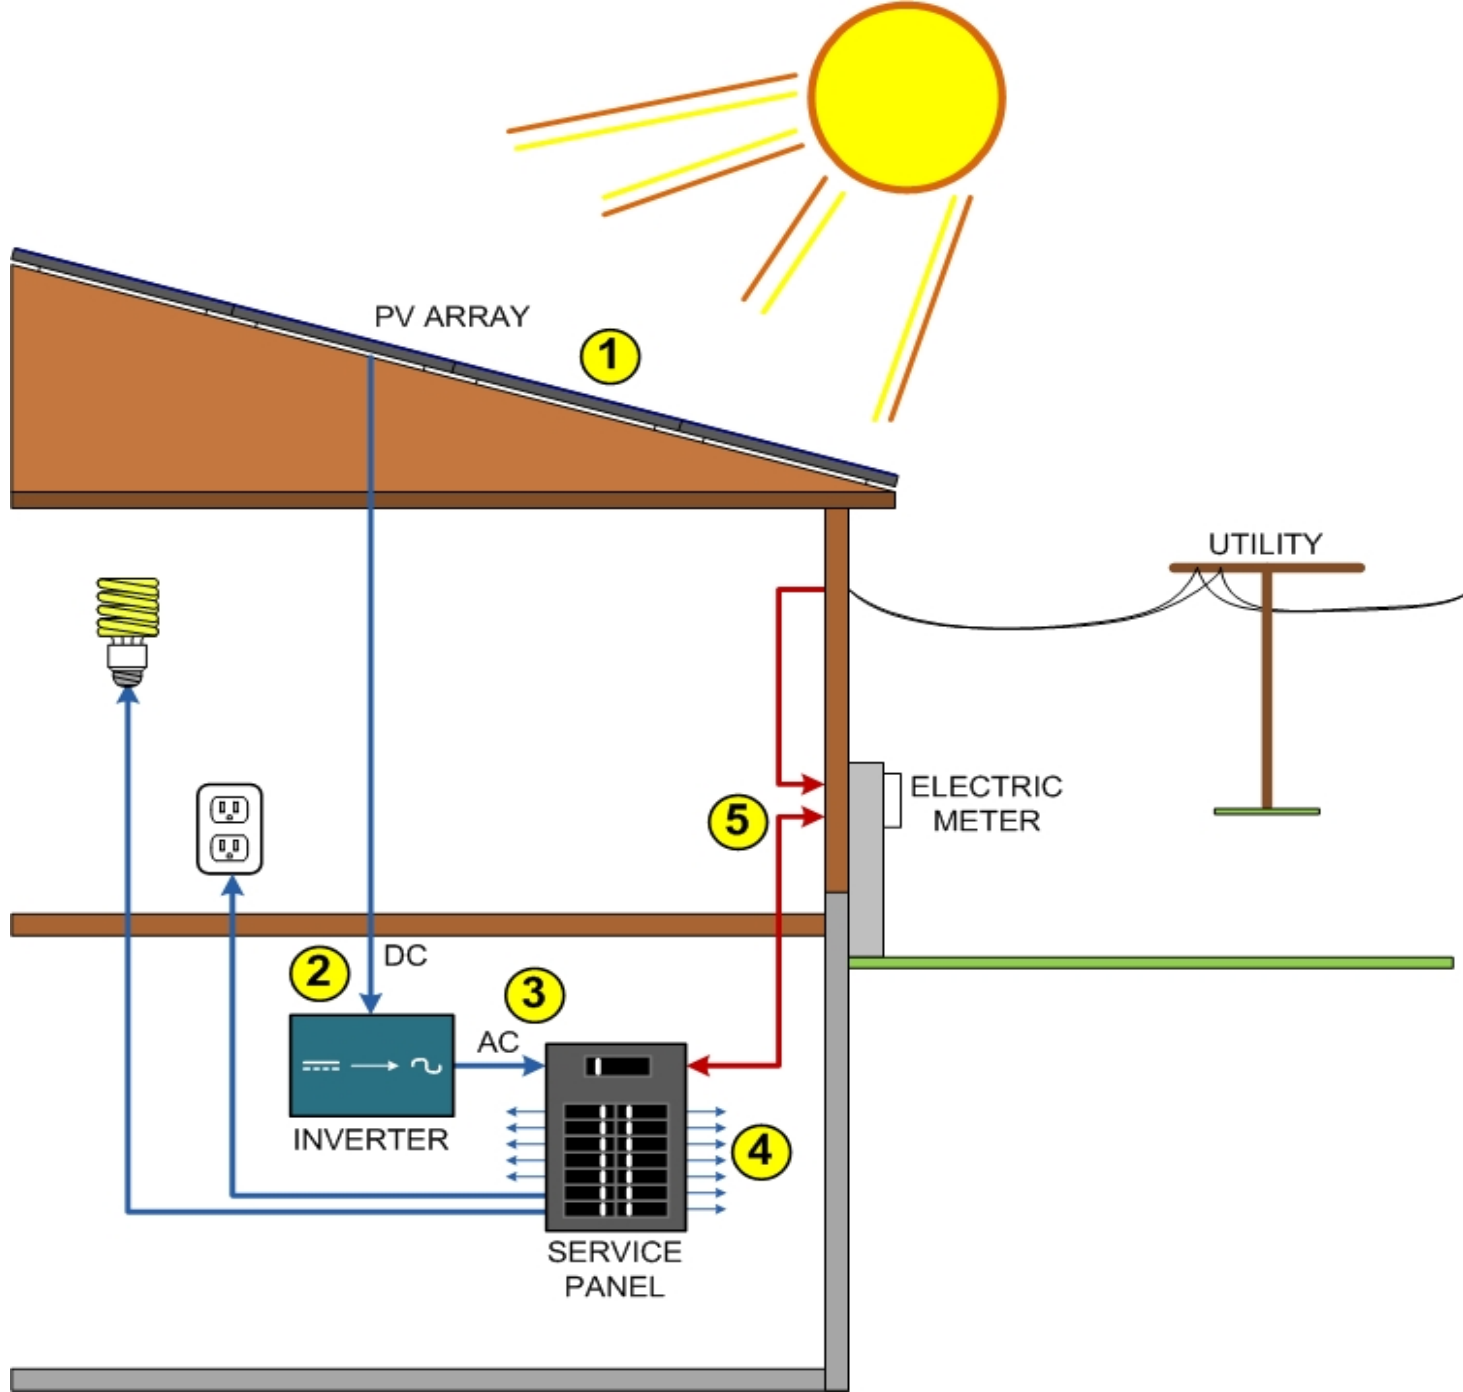 PV ARRAY
1
UTILITY
ELECTRIC
METER
5
2
DC
3
AC
INVERTER
4
SERVICE
PANEL